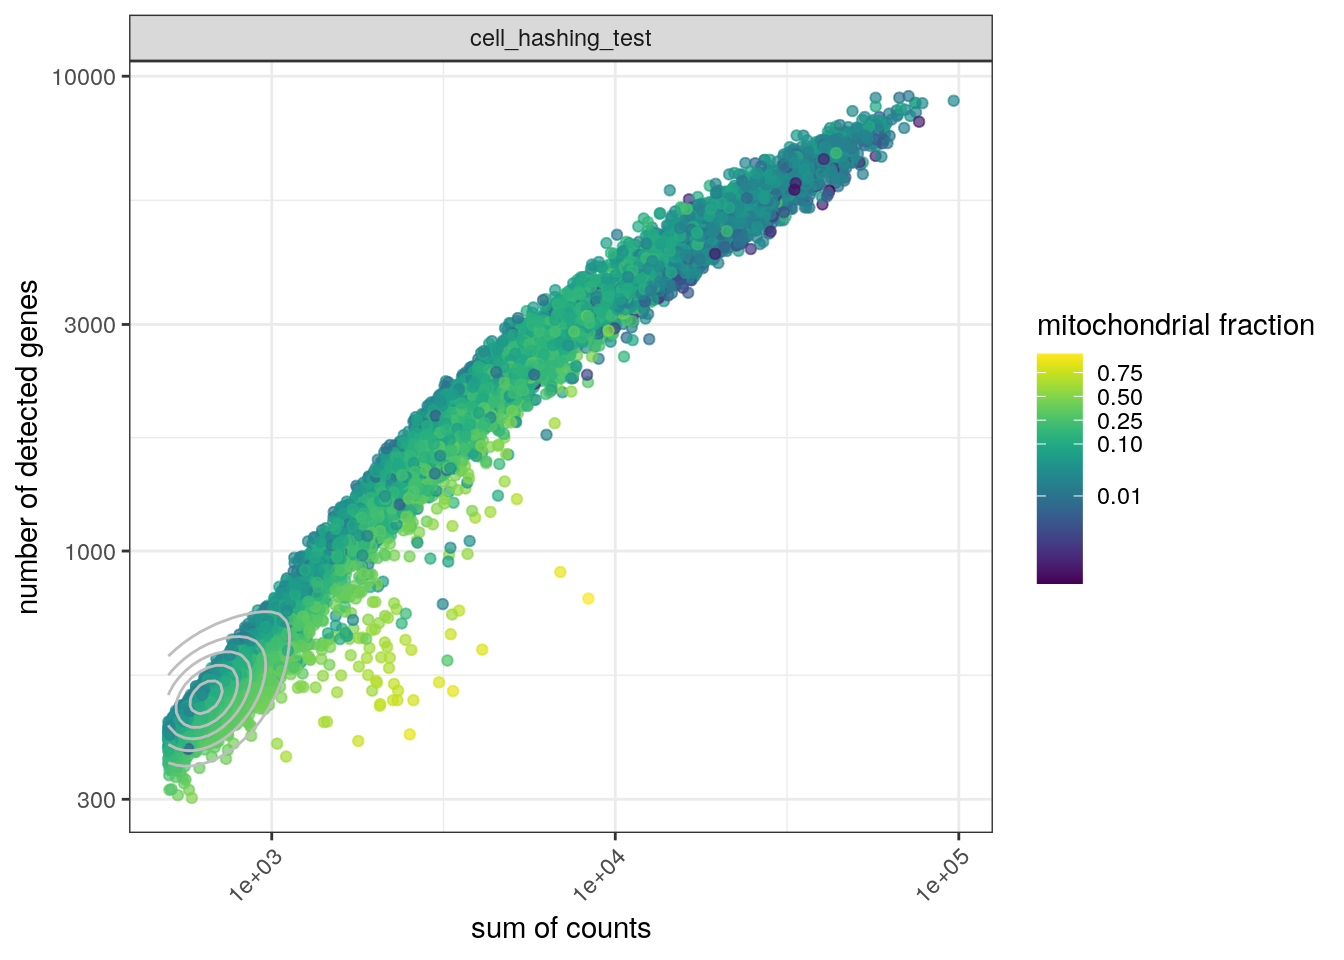 cell_hashing_test
number of detected genes
10000
3000
1000
300
1e+03
1e+04
1e+05
sum of counts
mitochondrial fraction
0.75
0.50
0.25
0.10
0.01